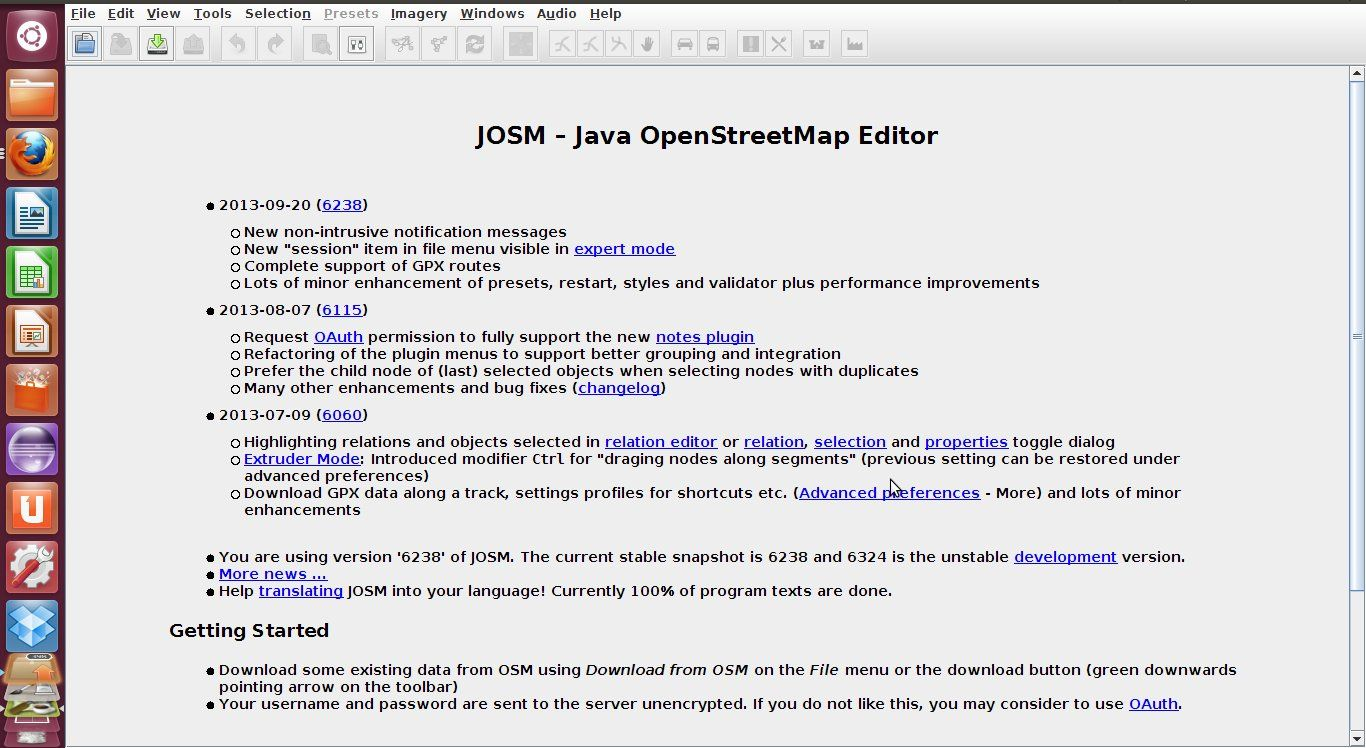 File Edit View Tools Selection Presets Imagery Windows Audio Help
JOSM – Java OpenStreetMap Editor
2013-09-20 (6238)
New non-intrusive notification messages
New "session" item in file menu visible in expert mode
Complete support of GPX routes
Lots of minor enhancement of presets, restart, styles and validator plus performance improvements
2013-08-07 (6115)
Request OAuth permission to fully support the new notes plugin
Refactoring of the plugin menus to support better grouping and integration
Prefer the child node of (last) selected objects when selecting nodes with duplicates
Many other enhancements and bug fixes (changelog)
2013-07-09 (6060)
Highlighting relations and objects selected in relation editor or relation, selection and properties toggle dialog
Extruder Mode: Introduced modifier Ctrl for "draging nodes along segments" (previous setting can be restored under
advanced preferences)
Download GPX data along a track, settings profiles for shortcuts etc. (Advanced preferences - More) and lots of minor
enhancements
You are using version '6238' of JOSM. The current stable snapshot is 6238 and 6324 is the unstable development version.
More news ...
Help translating JOSM into your language! Currently 100% of program texts are done.
Getting Started
Download some existing data from OSM using Download from OSM on the File menu or the download button (green downwards
pointing arrow on the toolbar)
Your username and password are sent to the server unencrypted. If you do not like this, you may consider to use OAuth.